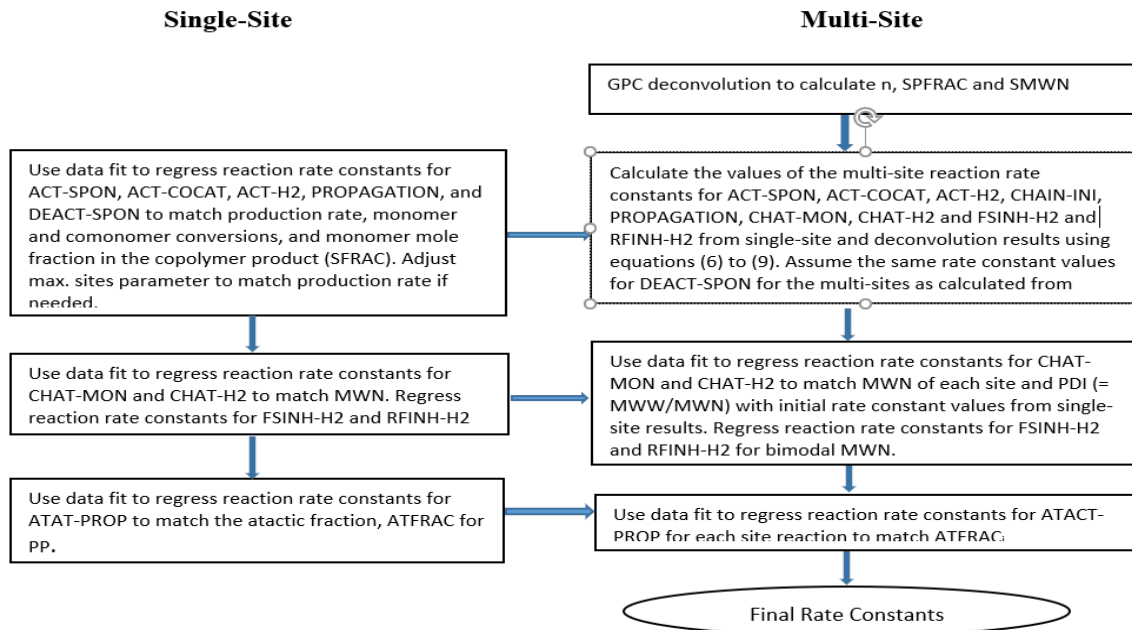 Single-Site
Multi-Site
GPC deconvolution to calculate n, SPFRAC and SMWN
Use data fit to regress reaction rate constants for
ACT-SPON, ACT-COCAT, ACT-H2, PROPAGATION, and
DEACT-SPON to match production rate, monomer
and comonomer conversions, and monomer mole
fraction in the copolymer product (SFRAC). Adjust
max. sites parameter to match production rate if
needed.
Calculate the values of the multi-site reaction rate
constants for ACT-SPON, ACT-COCAT, ACT-H2, CHAIN-INI,
PROPAGATION, CHAT-MON, CHAT-H2 and FSINH-H2 and
RFINH-H2 from single-site and deconvolution results using
equations (6) to (9). Assume the same rate constant values
for DEACT-SPON for the multi-sites as calculated from
Use data fit to regress reaction rate constants for
CHAT-MON and CHAT-H2 to match MWN. Regress
reaction rate constants for FSINH-H2 and RFINH-H2
Use data fit to regress reaction rate constants for CHAT-
MON and CHAT-H2 to match MWN of each site and PDI (=
MWW/MWN) with initial rate constant values from single-
site results. Regress reaction rate constants for FSINH-H2
and RFINH-H2 for bimodal MWN.
Use data fit to regress reaction rate constants for
ATAT-PROP to match the atactic fraction, ATFRAC for
PP.
Use data fit to regress reaction rate constants for ATACT-
PROP for each site reaction to match ATFRAC.
Final Rate Constants